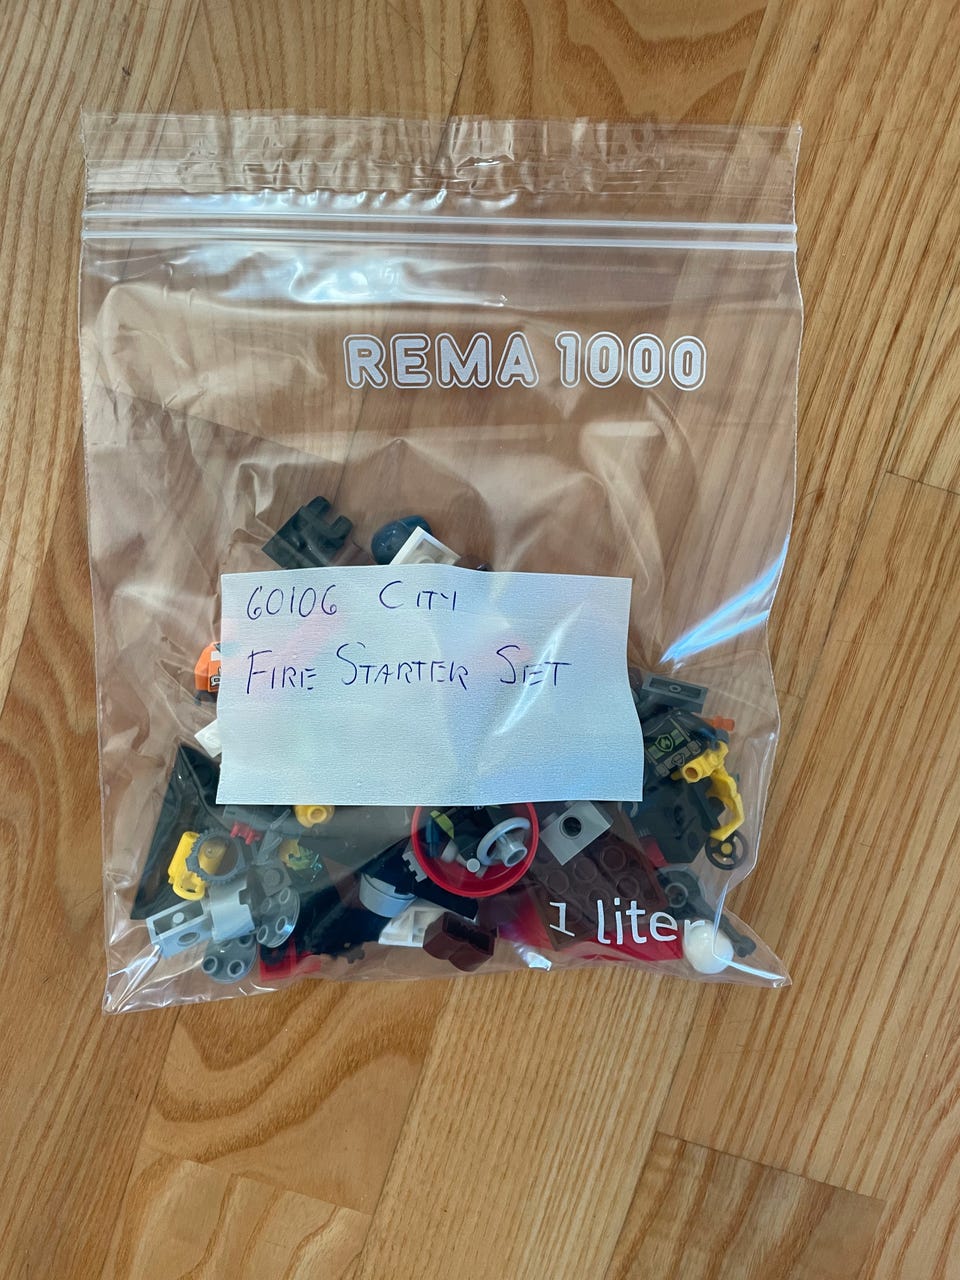 REMA 1000
60106 CITY
FIRE STARTER SET
1 liter